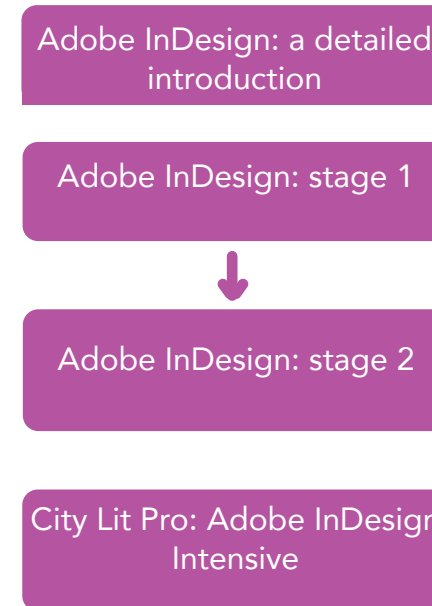 Adobe InDesign: a detailed
introduction
Adobe InDesign: stage 1
Adobe InDesign: stage 2
City Lit Pro: Adobe InDesign
Intensive